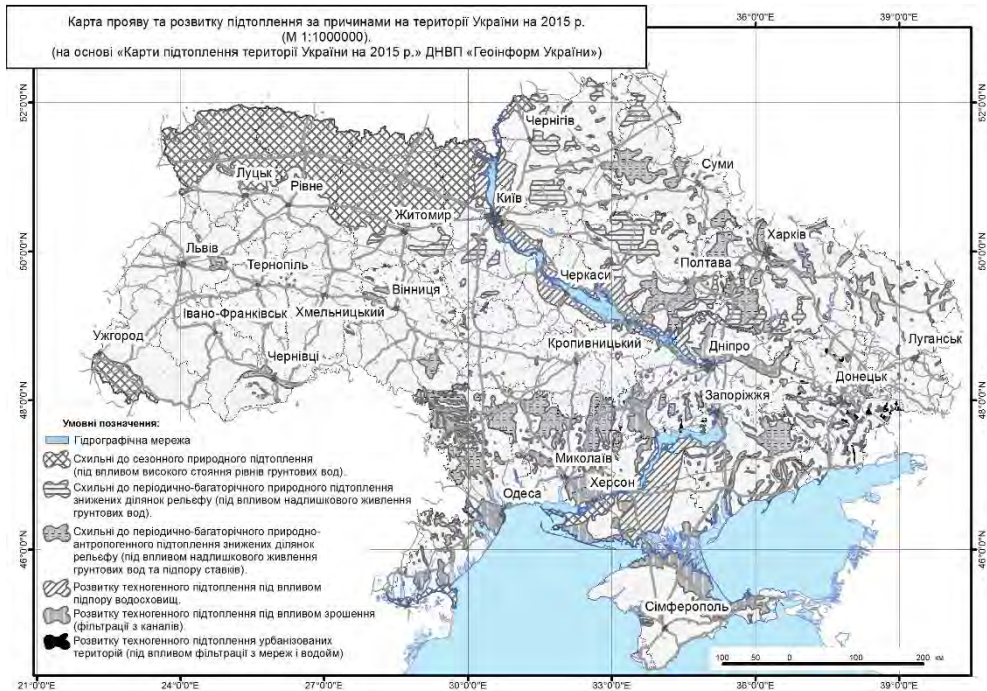 Карта прояву та розвитку підтоплення за причинами на території України на 2015 р.
(М 1:1000000).
(на основі «Карти підтоплення території України на 2015 р.» ДНВП «Геоінформ України»)
36°0'0"E
39°0'0"E
52°0'0"N
52°0'0"N
Чернігів
Суми
Луцьк
Рівне
Київ
Житомир
Харків
50°0'0"N
50°0'0"N
Львів
Тернопіль
Полтава
Черкаси
Вінниця
Івано-Франківськ
Хмельницький
Ужгород
Кропивницький
Дніпро
Луганськ
Чернівці
Донецьк
48°0'0"N
48°0'0"N
Запоріжжя
Миколаїв
Херсон
Одеса
46°0'0"N
46°0'0"N
Сімферополь
Умовні позначення:
Гідрографічна мережа
Схильні до сезонного природного підтоплення
(під впливом високого стояння рівнів грунтових вод).
Схильні до періодично-багаторічного природного підтоплення
знижених ділянок рельєфу (під впливом надлишкового живлення
грунтових вод).
Схильні до періодично-багаторічного природно-
антропогенного підтоплення знижених ділянок
рельєфу (під впливом надлишкового живлення
грунтових вод та підпору ставків).
Розвитку техногенного підтоплення під впливом
підпору водосховищ.
Розвитку техногенного підтоплення під впливом зрошення
(фільтрації з каналів).
Розвитку техногенного підтоплення урбанізованих
територій (під впливом фільтрації з мереж і водойм)
100 50 0 100 200 км
21°0'0"E
24°0'0"E
27°0'0"E
30°0'0"E
33°0'0"E
36°0'0"E
39°0'0"E